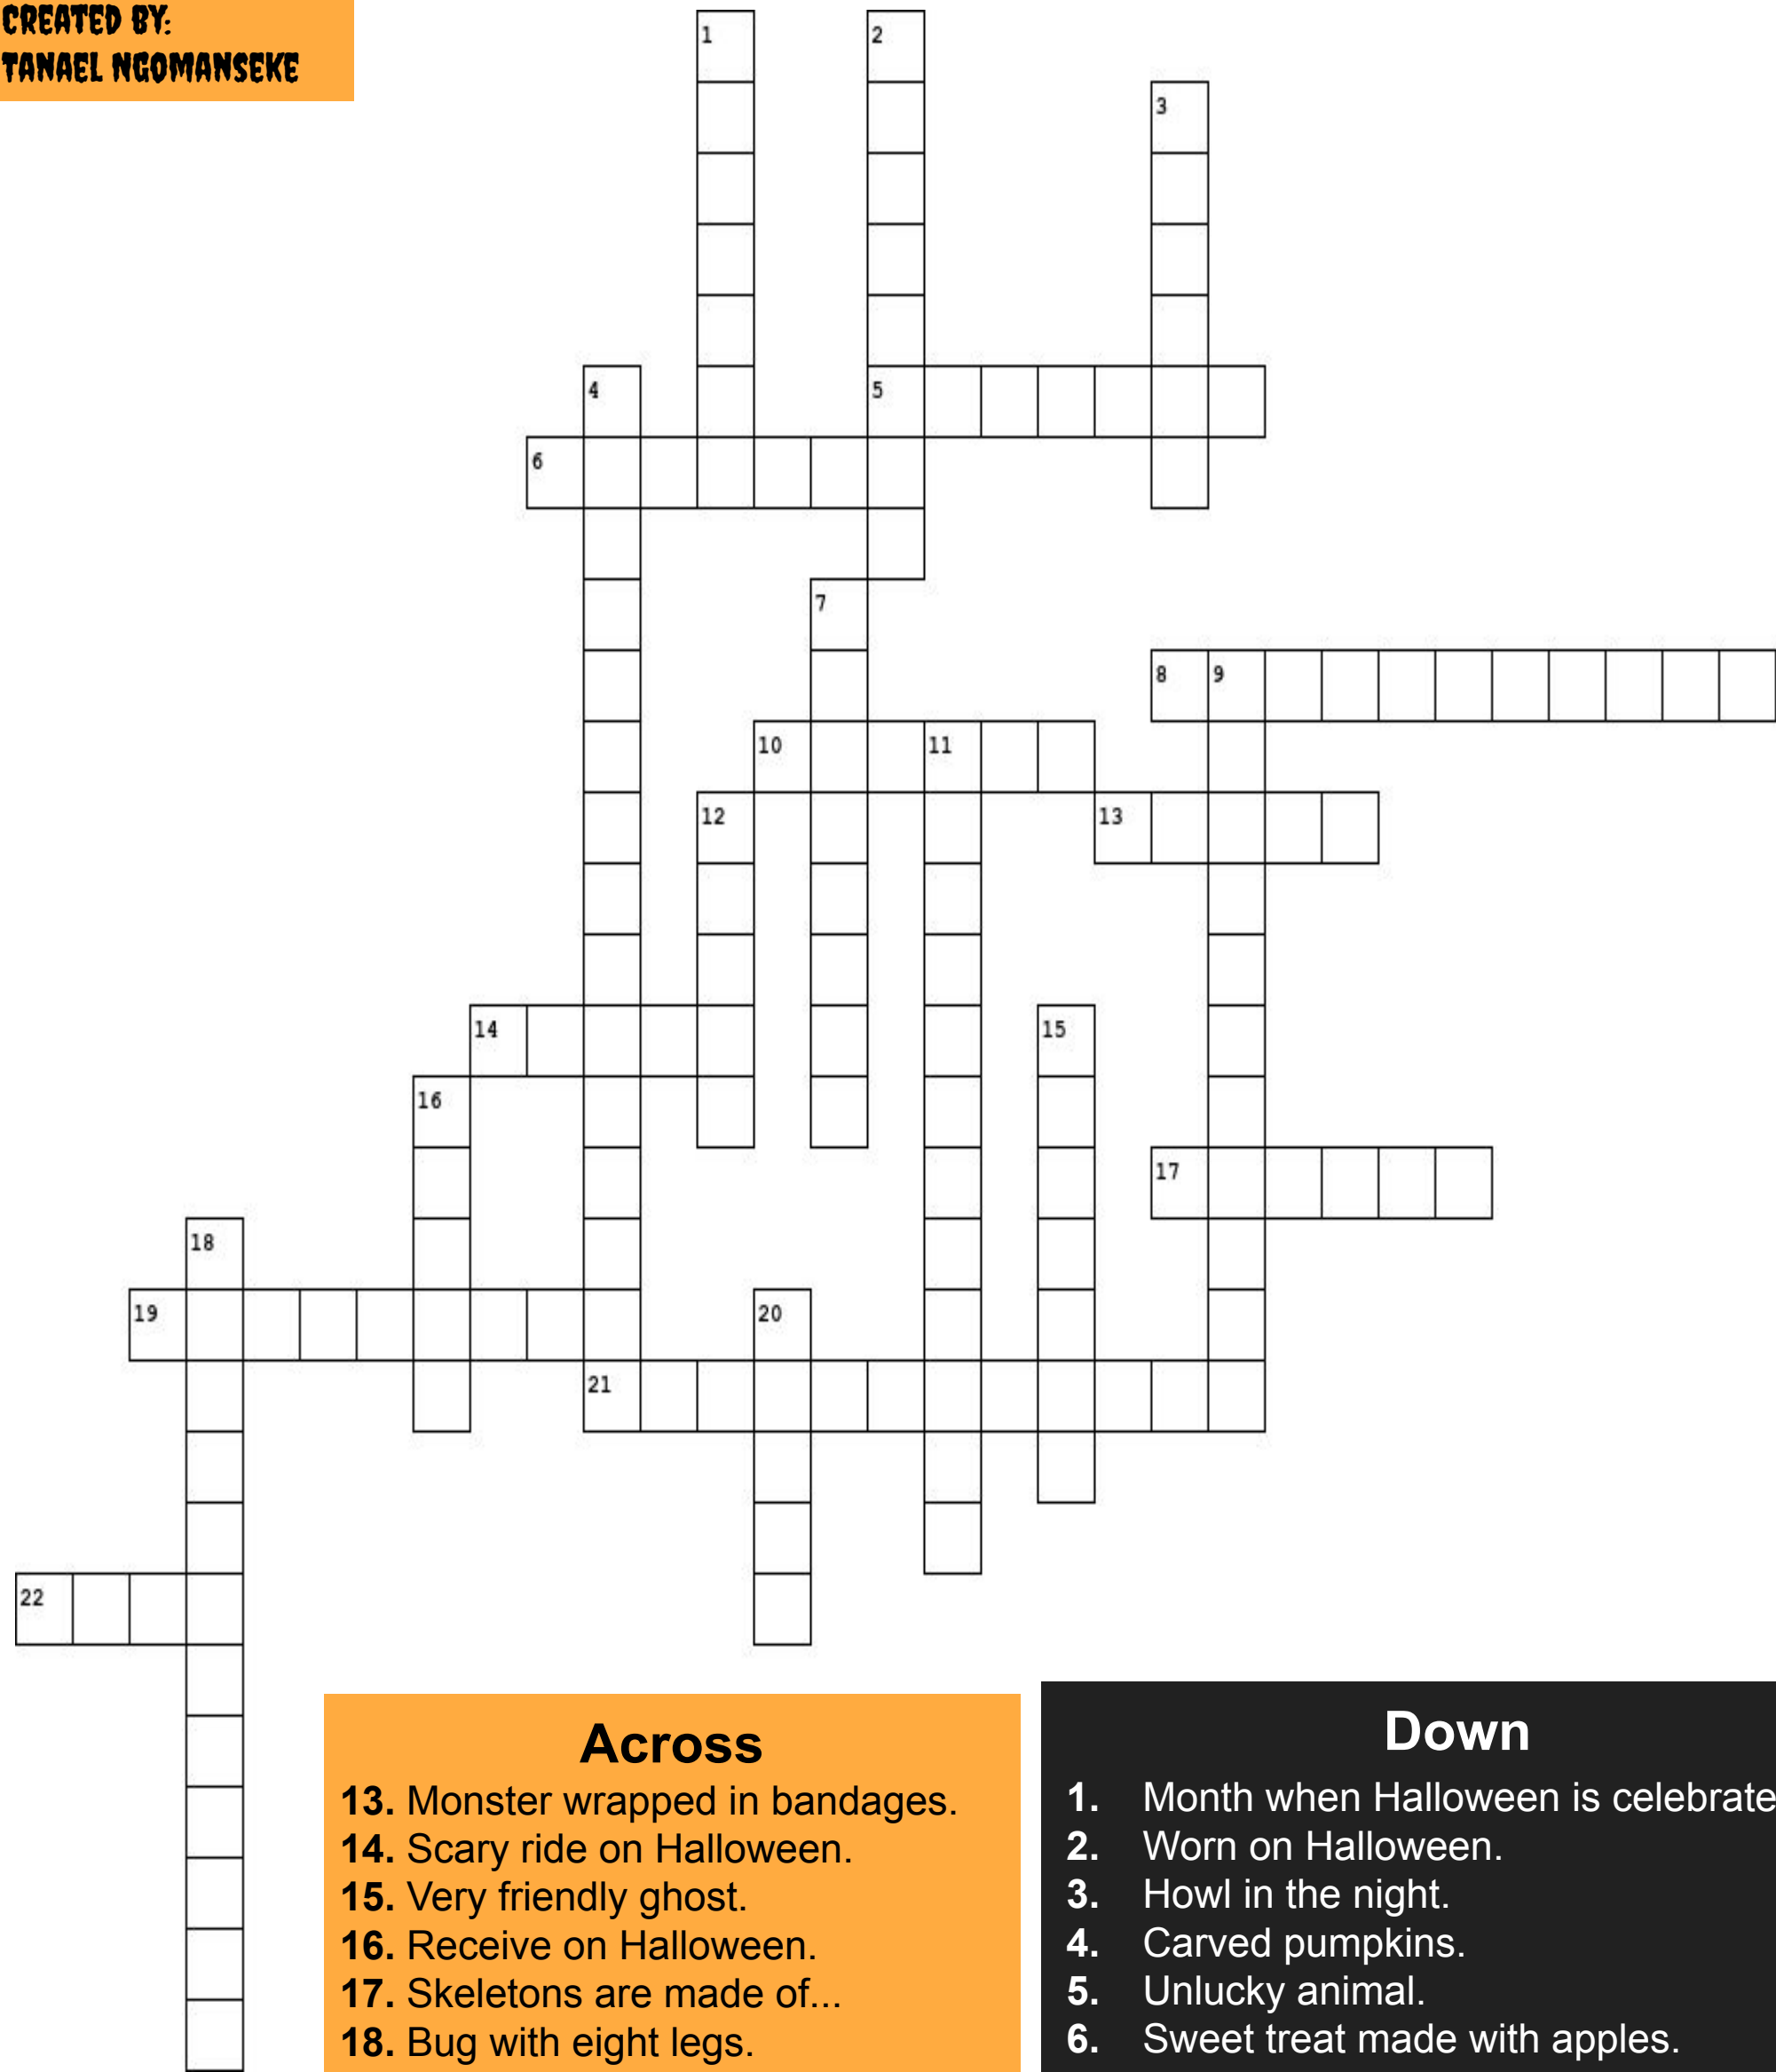 CREATED BY:
TANAEL NGOMANSEKE
1
2
3
4
5
6
7
8
9
10
11
12
13
14
15
16
17
18
19
20
21
22
Across
13. Monster wrapped in bandages.
14. Scary ride on Halloween.
15. Very friendly ghost.
16. Receive on Halloween.
17. Skeletons are made of...
18. Bug with eight legs.
Down
1. Month when Halloween is celebrate
2. Worn on Halloween.
3. Howl in the night.
4. Carved pumpkins.
5. Unlucky animal.
6. Sweet treat made with apples.